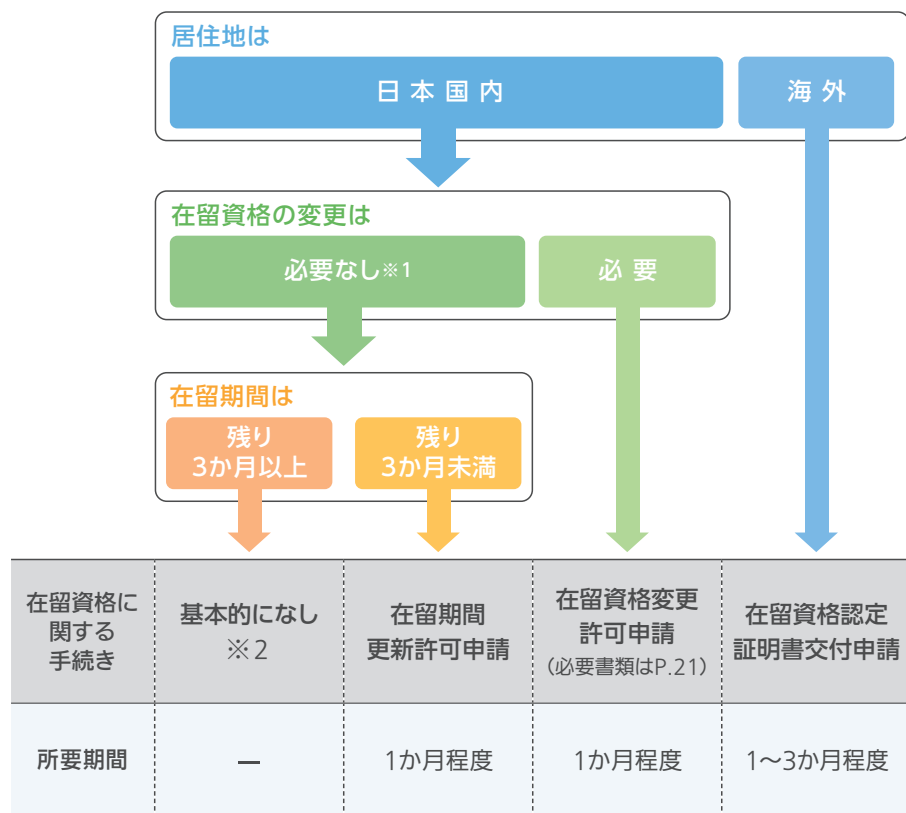 居住地は
日本国内
海外
在留資格の変更は
必要なし※1
必要
在留期間は
残り
3か月以上
残り
3か月未満
在留資格に
関する
手続き
基本的になし
※2
在留期間
更新許可申請
在留資格変更
許可申請
（必要書類はP.21）
在留資格認定
証明書交付申請
所要期間
―
1か月程度
1か月程度
1～3か月程度